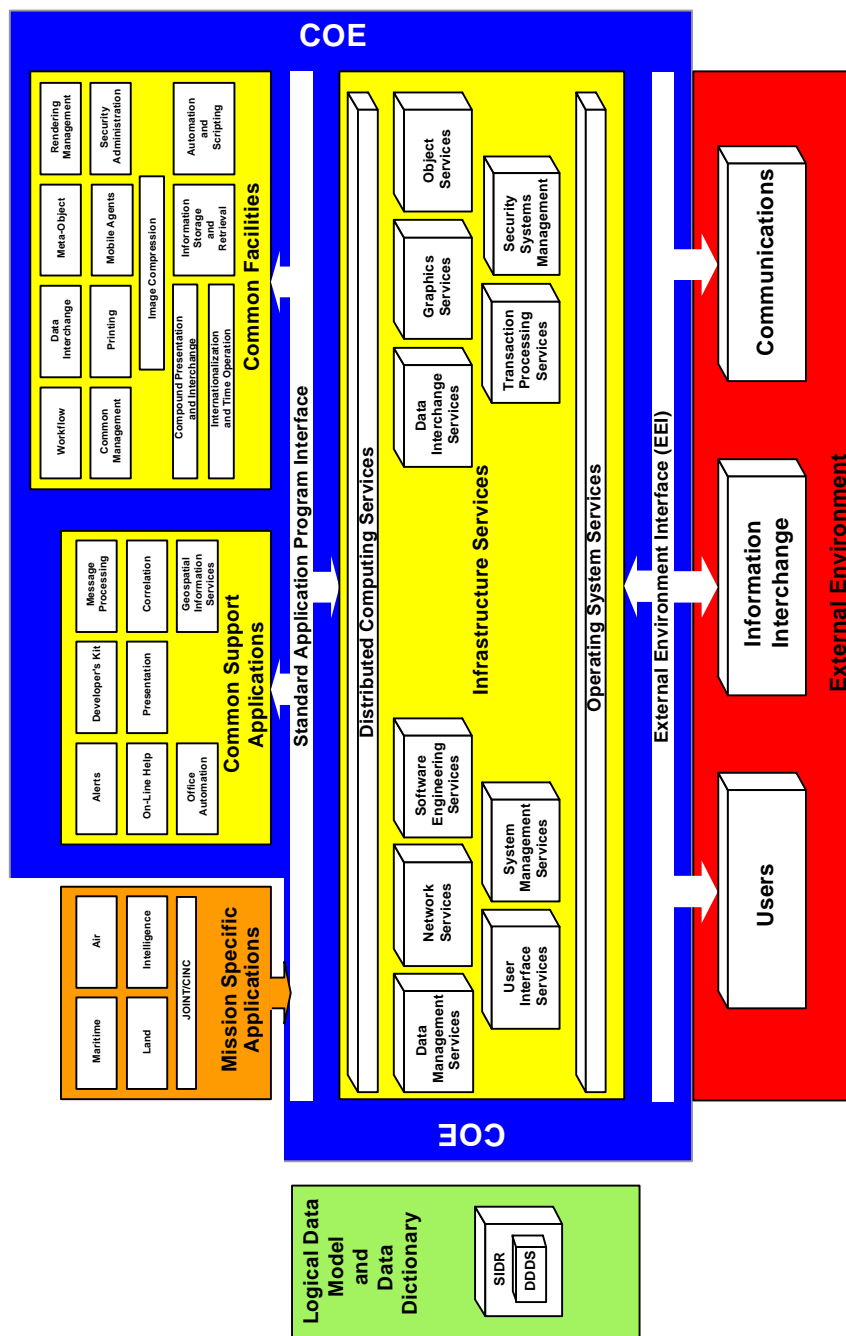 COE
Mission Specific
Applications
Maritime
Air
Land
Intelligence
JOINT/CINC
Common Support
Applications
Alerts
Developer's Kit
Message
Processing
On-Line Help
Presentation
Correlation
Office
Automation
Geospatial
Information
Services
Common Facilities
Workflow
Data
Interchange
Meta-Object
Rendering
Management
Common
Management
Printing
Mobile Agents
Security
Administration
Image Compression
Compound Presentation
and Interchange
Information
Storage
and
Retrieval
Automation
and
Scripting
Internationalization
and Time Operation
Standard Application Program Interface
Distributed Computing Services
Data
Management
Services
Network
Services
Software
Engineering
Services
Data
Interchange
Services
Graphics
Services
Object
Services
Infrastructure Services
User
Interface
Services
System
Management
Services
Transaction
Processing
Services
Security
Systems
Management
Operating System Services
External Environment Interface (EEI)
COE
Users
Information
Interchange
Communications
External Environment
Logical Data
Model
and
Data
Dictionary
SIDR
DDDS